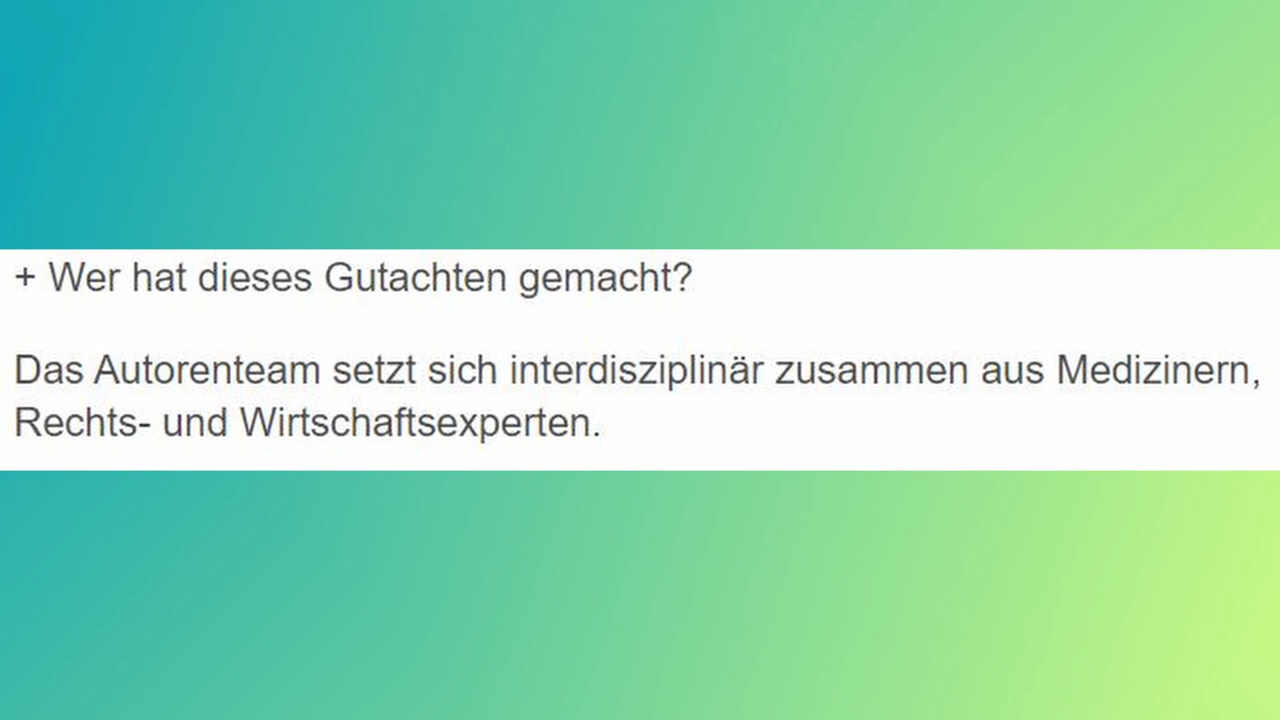 + Wer hat dieses Gutachten gemacht?
Das Autorenteam setzt sich interdisziplinär zusammen aus Medizinern,
Rechts- und Wirtschaftsexperten.